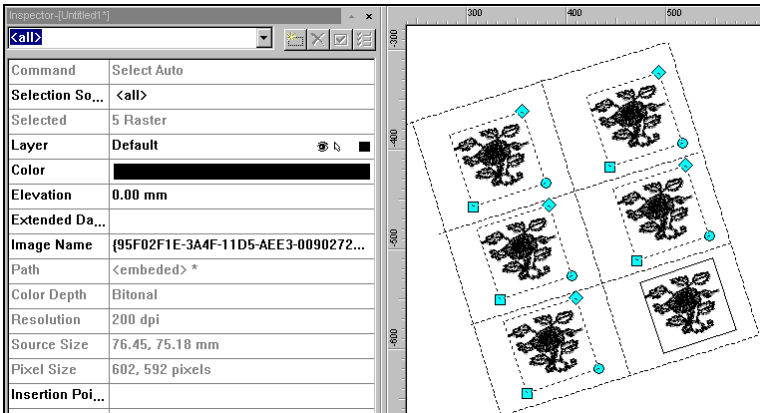 Inspector-[Untitled1*]
<all>
Command Select Auto
Selection So... <all>
Selected 5 Raster
Layer Default
Color
Elevation 0.00 mm
Extended Da...
Image Name {95F02F1E-3A4F-11D5-AEE3-0090272...
Path <embeded> *
Color Depth Bitonal
Resolution 200 dpi
Source Size 76.45, 75.18 mm
Pixel Size 602, 592 pixels
Insertion Poi...
300 400 500
-300
-400
-500
-600